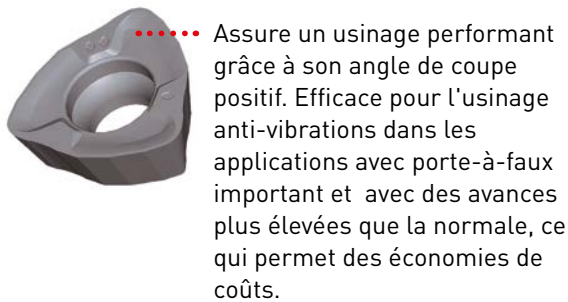 Assure un usinage performant
grâce à son angle de coupe
positif. Efficace pour l'usinage
anti-vibrations dans les
applications avec porte-à-faux
important et  avec des avances
plus élevées que la normale, ce
qui permet des économies de
coûts.